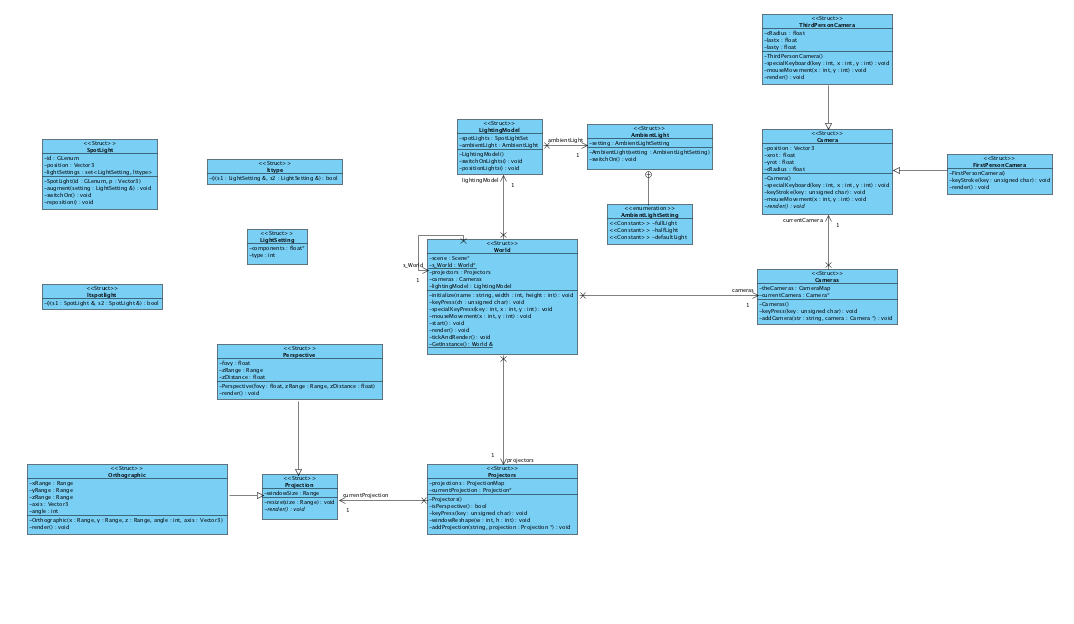 <<Struct>>
ThirdPersonCamera
~dRadius : float
~lastx : float
~lasty : float
~ThirdPersonCamera()
~specialKeyboard(key : int, x : int, y : int) : void
~mouseMovement(x : int, y : int) : void
~render() : void
<<Struct>>
SpotLight
~id : GLenum
~position : Vector3
~lightSettings : set<LightSetting, ltype>
~SpotLight(id : GLenum, p : Vector3)
~augment(setting : LightSetting &) : void
~switchOn() : void
~reposition() : void
<<Struct>>
ltype
~()(s1 : LightSetting &, s2 : LightSetting &) : bool
<<Struct>>
LightingModel
~spotLights : SpotLightSet
~ambientLight : AmbientLight
~LightingModel()
~switchOnLights() : void
~positionLights() : void
ambientLight
1
<<Struct>>
AmbientLight
~setting : AmbientLightSetting
~AmbientLight(setting : AmbientLightSetting)
~switchOn() : void
<<Struct>>
Camera
~position : Vector3
~xrot : float
~yrot : float
~dRadius : float
~Camera()
~specialKeyboard(key : int, x : int, y : int) : void
~keyStroke(key : unsigned char) : void
~mouseMovement(x : int, y : int) : void
~render() : void
<<Struct>>
FirstPersonCamera
~FirstPersonCamera()
~keyStroke(key : unsigned char) : void
~render() : void
lightingModel
1
<<enumeration>>
AmbientLightSetting
<<Constant>> ~fullLight
<<Constant>> ~halfLight
<<Constant>> ~defaultLight
currentCamera
1
<<Struct>>
LightSetting
~components : float*
~type : int
<<Struct>>
ltspotlight
~()(s1 : SpotLight &, s2 : SpotLight &) : bool
s_World
1
<<Struct>>
World
~scene : Scene*
~s_World : World*
~projectors : Projectors
~cameras : Cameras
~lightingModel : LightingModel
~initialize(name : string, width : int, height : int) : void
~keyPress(ch : unsigned char) : void
~specialKeyPress(key : int, x : int, y : int) : void
~mouseMovement(x : int, y : int) : void
~start() : void
~render() : void
~tickAndRender() : void
~GetInstance() : World &
cameras
1
<<Struct>>
Cameras
~theCameras : CameraMap
~currentCamera : Camera*
~Cameras()
~keyPress(key : unsigned char) : void
~addCamera(str : string, camera : Camera *) : void
<<Struct>>
Perspective
~fovy : float
~zRange : Range
~zDistance : float
~Perspective(fovy : float, zRange : Range, zDistance : float)
~render() : void
1
projectors
<<Struct>>
Orthographic
~xRange : Range
~yRange : Range
~zRange : Range
~axis : Vector3
~angle : int
~Orthographic(x : Range, y : Range, z : Range, angle : int, axis : Vector3)
~render() : void
<<Struct>>
Projection
~windowSize : Range
~resize(size : Range) : void
~render() : void
currentProjection
1
<<Struct>>
Projectors
~projections : ProjectionMap
~currentProjection : Projection*
~Projectors()
~isPerspective() : bool
~keyPress(key : unsigned char) : void
~windowReshape(w : int, h : int) : void
~addProjection(string, projection : Projection *) : void